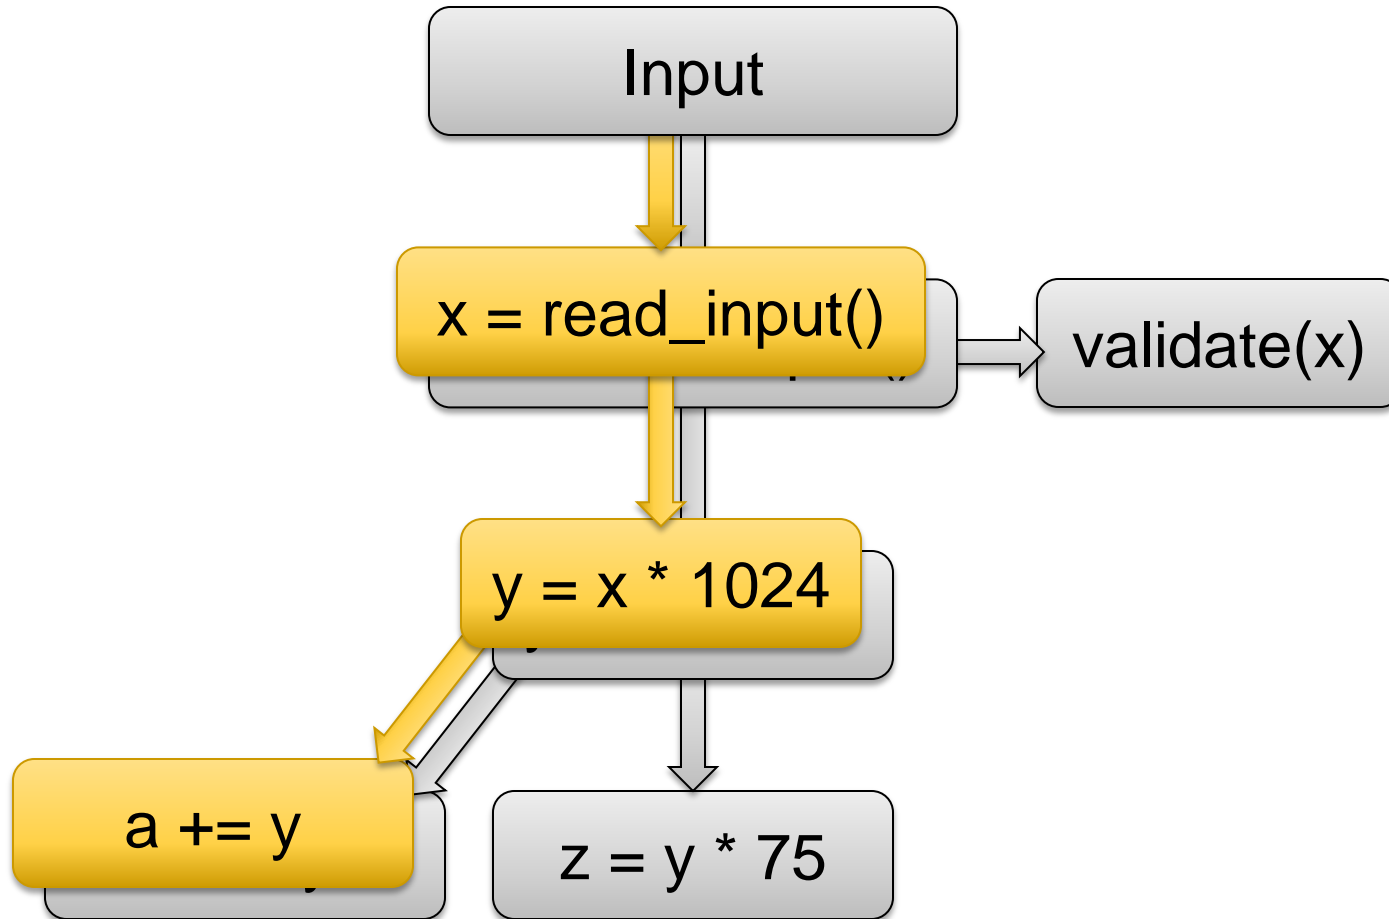 Input
x = read_input()
validate(x)
y = x * 1024
a += y
z = y * 75